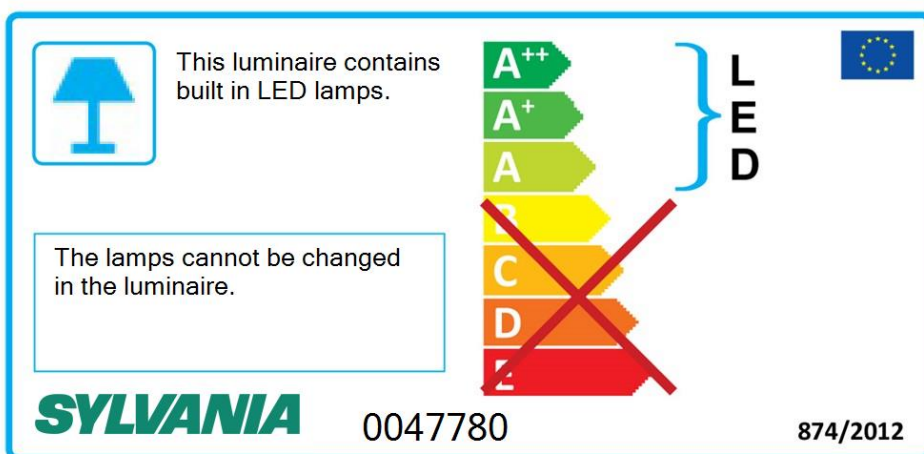 This luminaire contains
built in LED lamps.
A++
A+
A
B
C
D
E
L
E
D
The lamps cannot be changed
in the luminaire.
SYLVANIA
0047780
874/2012